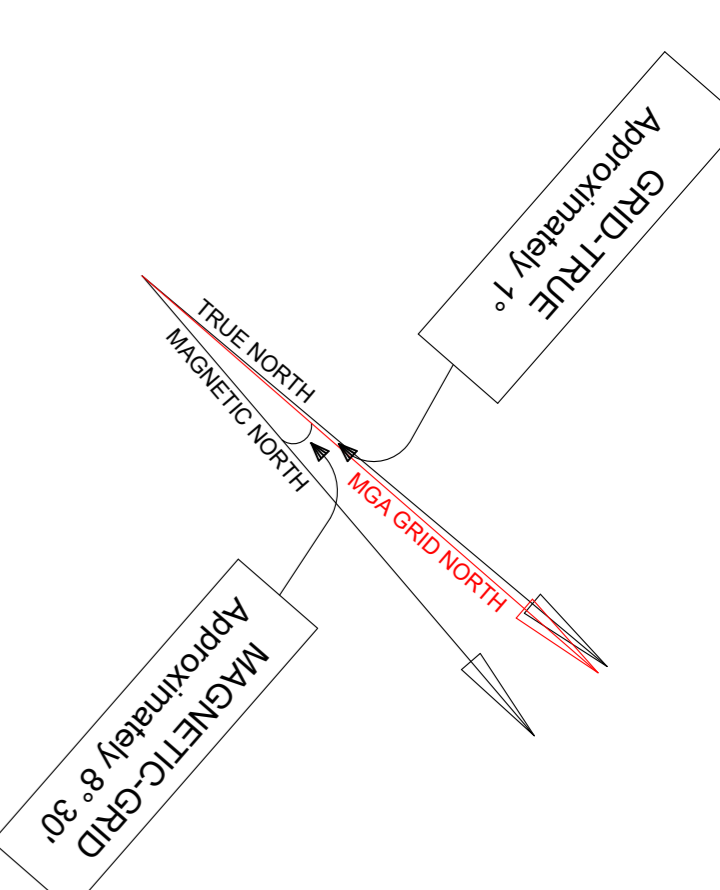 GRID-TRUE
Approximately 1°
TRUE NORTH
MAGNETIC NORTH
MGA GRID NORTH
MAGNETIC-GRID
Approximately 8° 30'